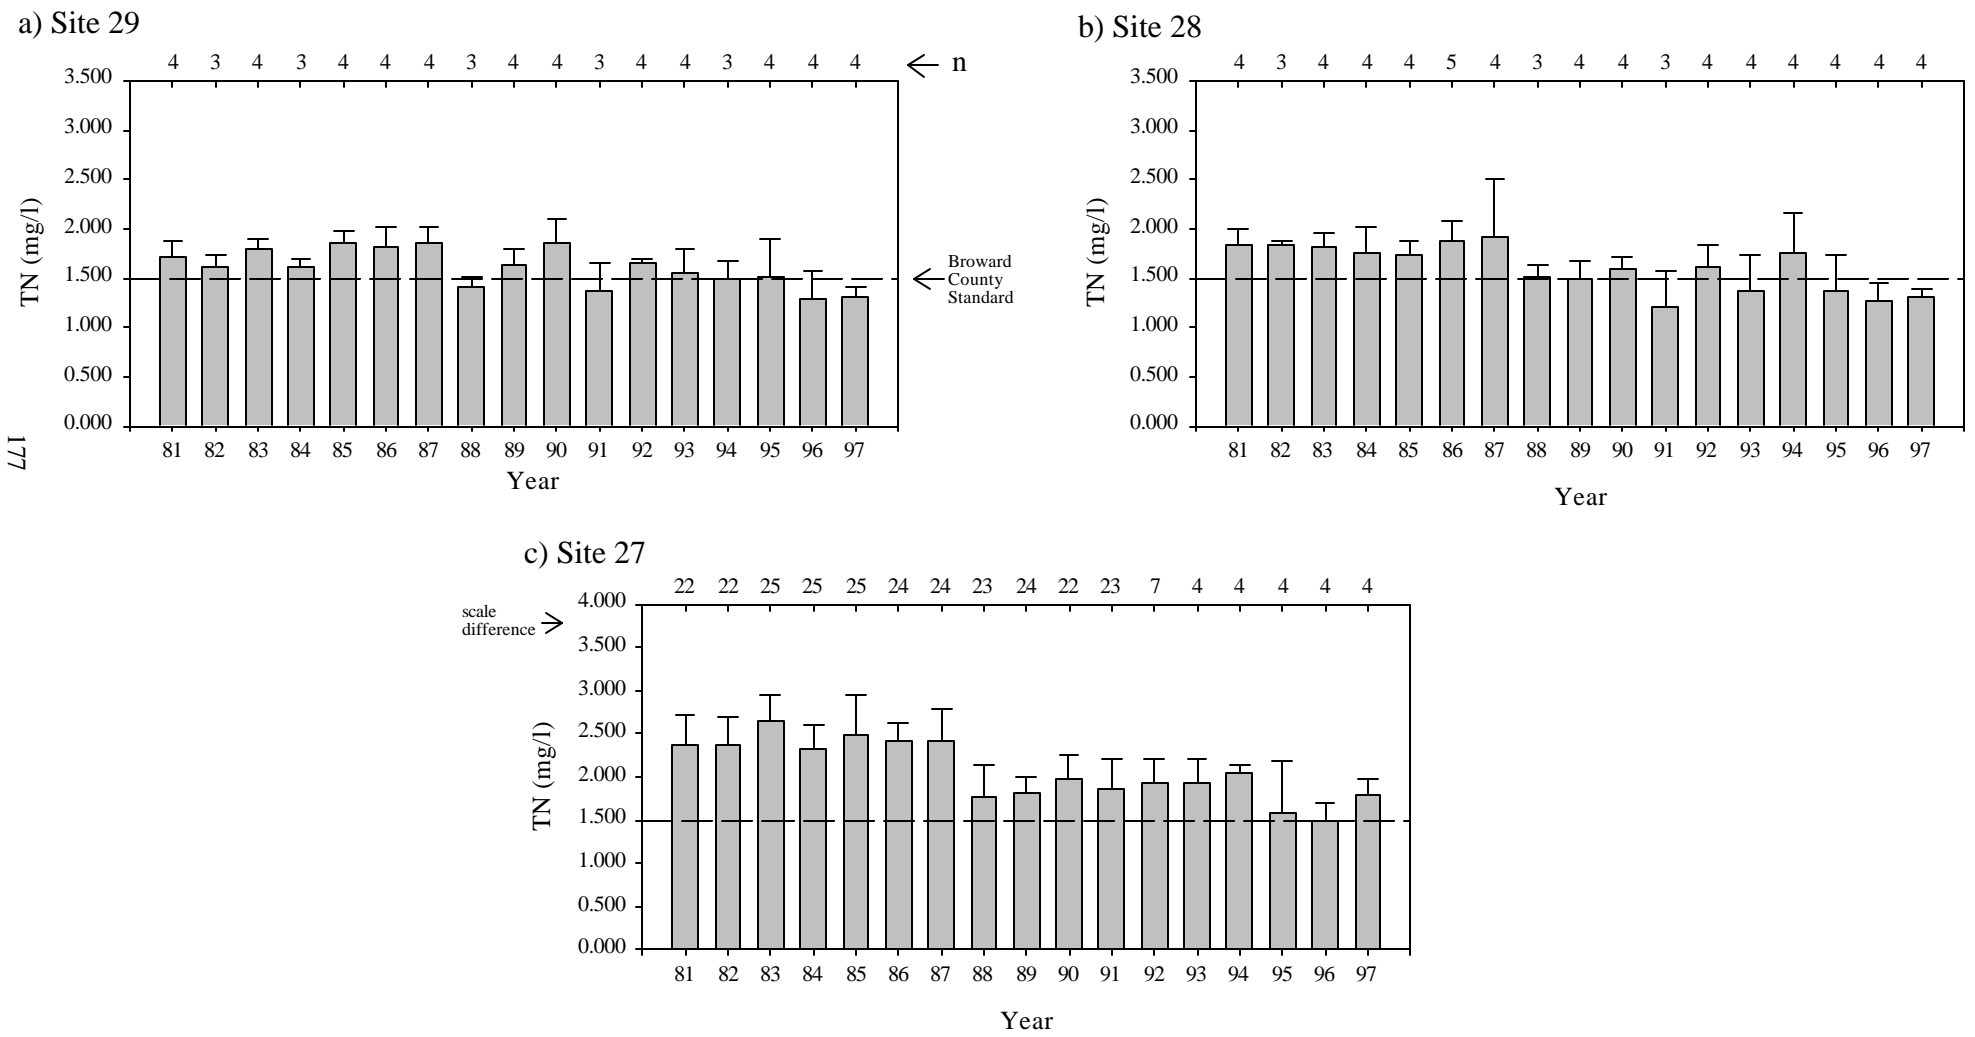 a) Site 29
4 3 4 3 4 4 4 3 4 4 3 4 4 3 4 4 4
n
3.500
3.000
2.500
2.000
1.500
1.000
0.500
0.000
TN (mg/l)
Broward
County
Standard
81 82 83 84 85 86 87 88 89 90 91 92 93 94 95 96 97
Year
177
b) Site 28
4 3 4 4 4 5 4 3 4 4 3 4 4 4 4 4 4
3.500
3.000
2.500
2.000
1.500
1.000
0.500
0.000
TN (mg/l)
81 82 83 84 85 86 87 88 89 90 91 92 93 94 95 96 97
Year
c) Site 27
22 22 25 25 25 24 24 23 24 22 23 7 4 4 4 4 4
scale
difference
4.000
3.500
3.000
2.500
2.000
1.500
1.000
0.500
0.000
TN (mg/l)
81 82 83 84 85 86 87 88 89 90 91 92 93 94 95 96 97
Year